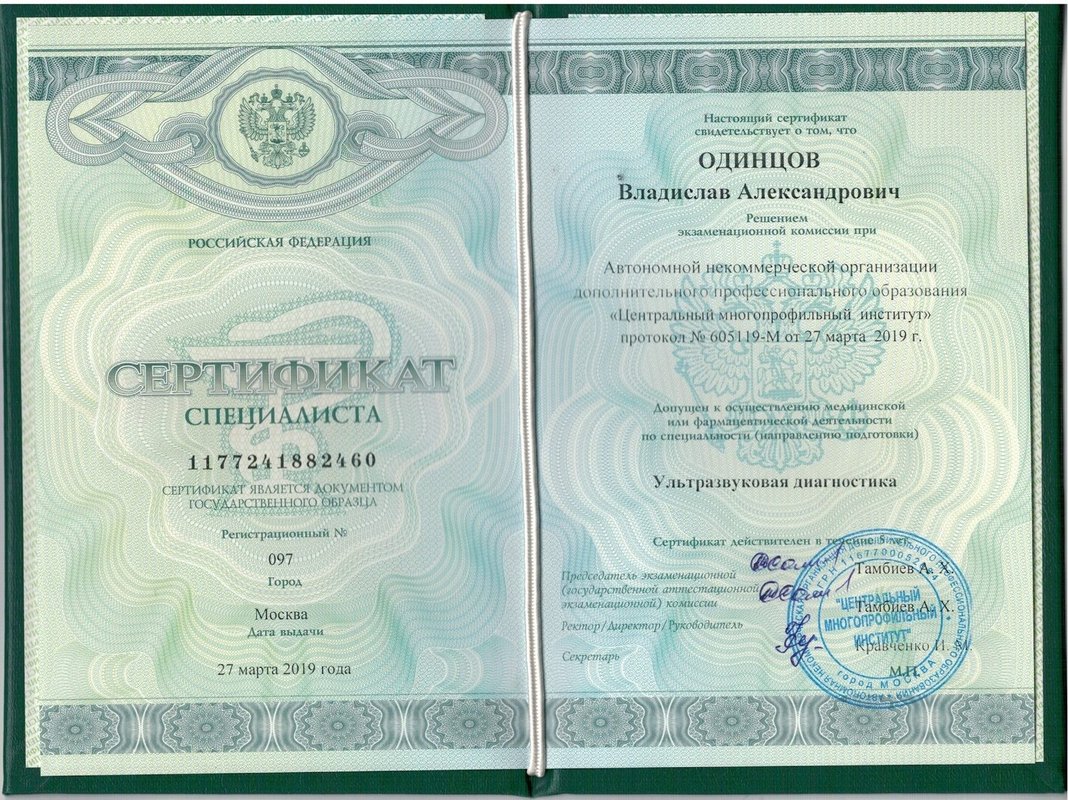 РОССИЙСКАЯ ФЕДЕРАЦИЯ
СЕРТИФИКАТ
СПЕЦИАЛИСТА
1177241882460
СЕРТИФИКАТ ЯВЛЯЕТСЯ ДОКУМЕНТОМ
ГОСУДАРСТВЕННОГО ОБРАЗЦА
Регистрационный №
097
Город
Москва
Дата выдачи
27 марта 2019 года
Настоящий сертификат
свидетельствует о том, что
ОДИНЦОВ
Владислав Александрович
Решением
экзаменационной комиссии при
Автономной некоммерческой организации
дополнительного профессионального образования
«Центральный многопрофильный институт»
протокол № 605119-М от 27 марта 2019 г.
Допущен к осуществлению медицинской
или фармацевтической деятельности
по специальности (направлению подготовки)
Ультразвуковая диагностика
Сертификат действителен в течение 5 лет.
Председатель экзаменационной
(государственной аттестационной
экзаменационной) комиссии
Тамбиев А. Х.
Ректор/Директор/Руководитель
Тамбиев А. Х.
Секретарь
Кравченко И. М.
М.П.
"ЦЕНТРАЛЬНЫЙ
МНОГОПРОФИЛЬНЫЙ
ИНСТИТУТ"
город МОСКВА